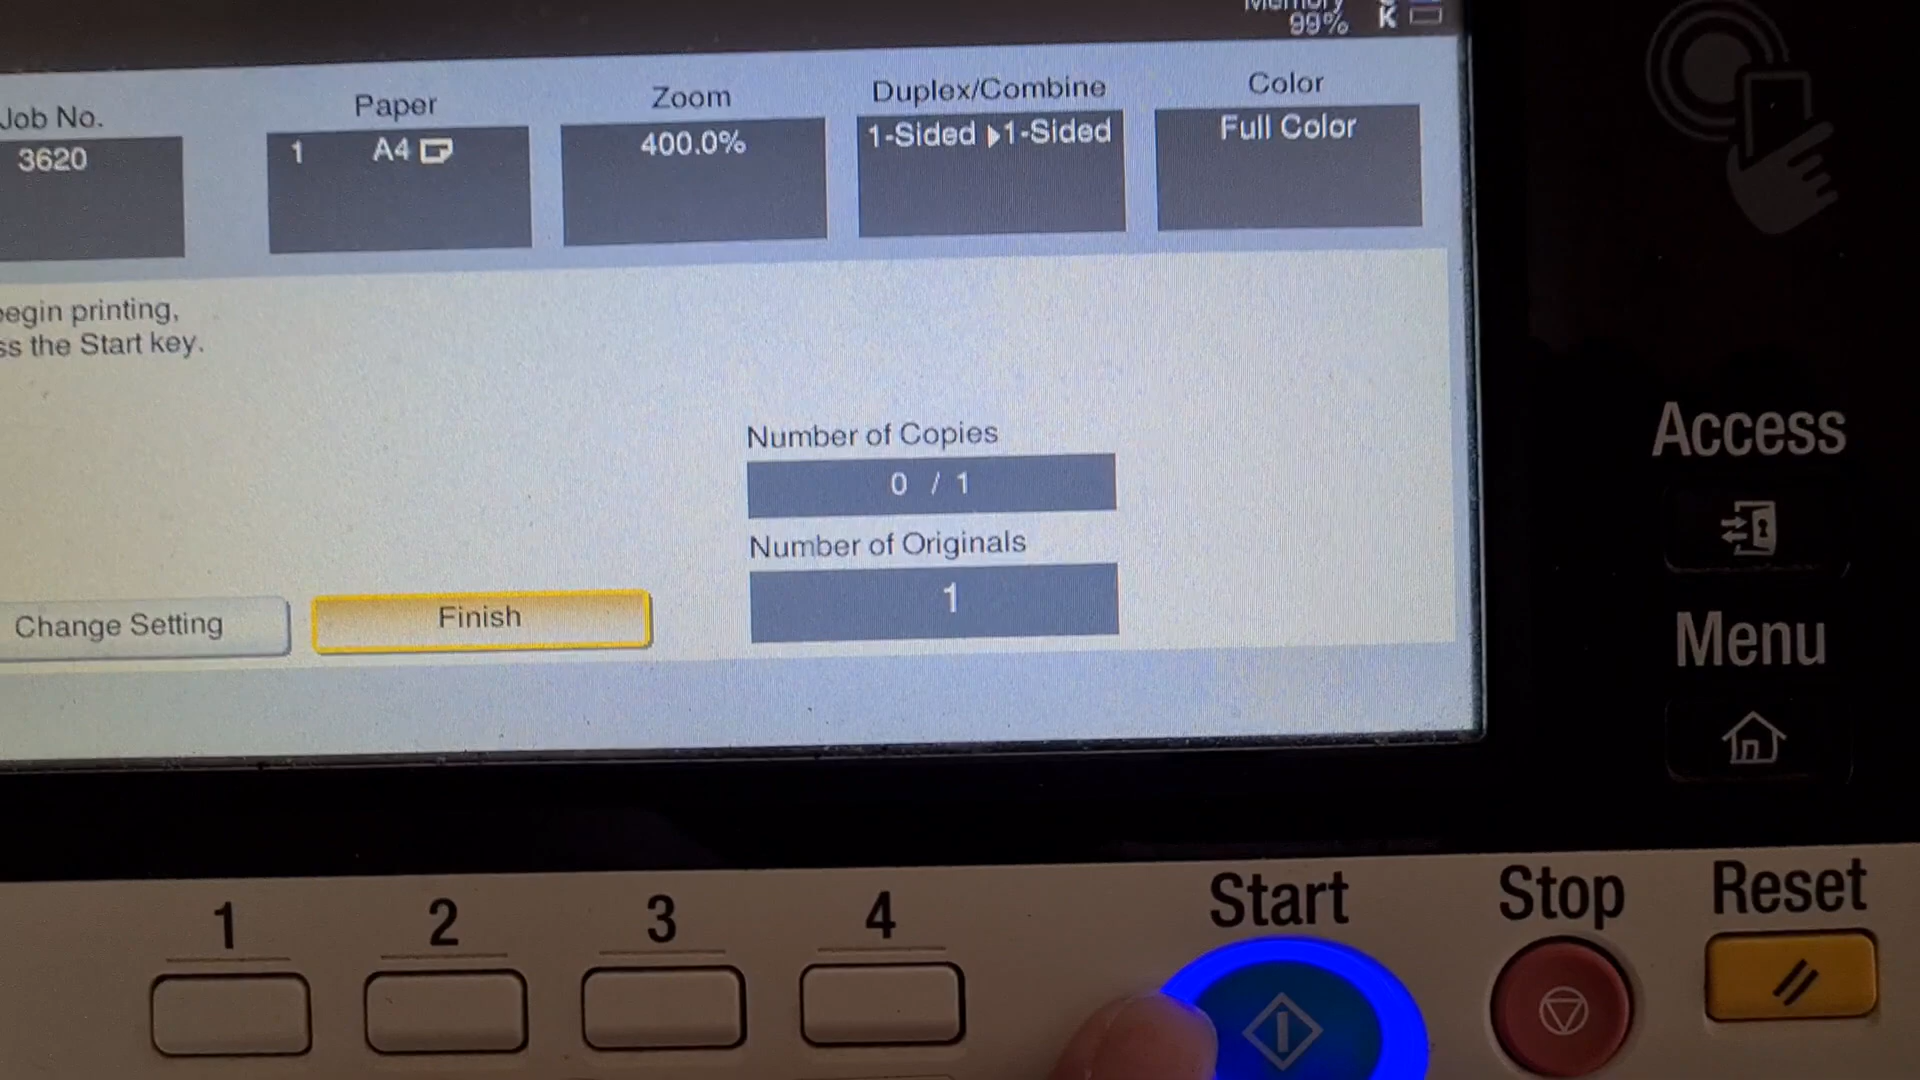 Memory
99% K
Job No. Paper Zoom Duplex/Combine Color
3620 1 A4 400.0% 1-Sided ▸1-Sided Full Color
begin printing,
ss the Start key.
Number of Copies
0 / 1
Number of Originals
1
Change Setting Finish
Access
Menu
1 2 3 4 Start Stop Reset